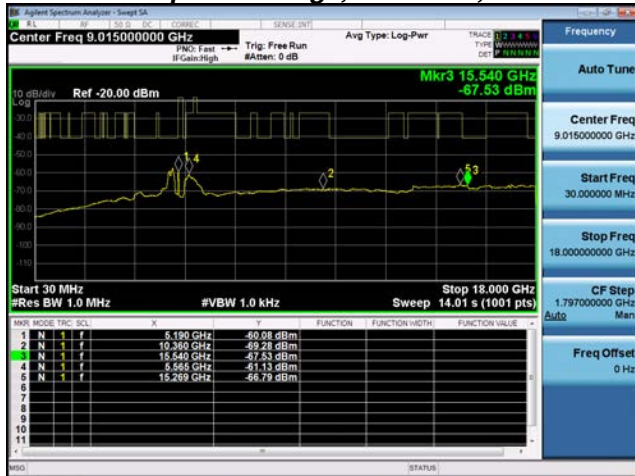 Agilent Spectrum Analyzer - Swept SA
RL RF 50 Ω DC CORREC SENSE:INT
Center Freq 9.015000000 GHz
PNO: Fast
IFGain:High
Trig: Free Run
#Atten: 0 dB
Avg Type: Log-Pwr
TRACE 1 2 3 4 5 6
TYPE WWWWWW
DET P NNNNN
Mkr3 15.540 GHz
-67.53 dBm
10 dB/div Ref -20.00 dBm
Log
-30.0
-40.0
-50.0
-60.0
-70.0
-80.0
-90.0
-100
-110
1 4
2
5 3
Start 30 MHz
Stop 18.000 GHz
#Res BW 1.0 MHz
#VBW 1.0 kHz
Sweep 14.01 s (1001 pts)
MKR MODE TRC SCL X Y FUNCTION FUNCTION WIDTH FUNCTION VALUE
1 N 1 f 5.190 GHz -60.08 dBm
2 N 1 f 10.360 GHz -69.28 dBm
3 N 1 f 15.540 GHz -67.53 dBm
4 N 1 f 5.565 GHz -61.13 dBm
5 N 1 f 15.269 GHz -66.79 dBm
6
7
8
9
10
11
MSG
STATUS
Frequency
Auto Tune
Center Freq
9.015000000 GHz
Start Freq
30.000000 MHz
Stop Freq
18.000000000 GHz
CF Step
1.797000000 GHz
Auto Man
Freq Offset
0 Hz